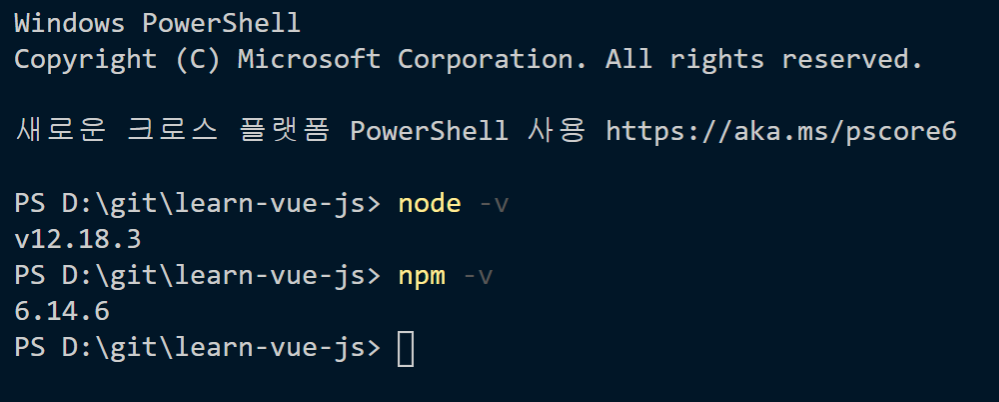 Windows PowerShell
Copyright (C) Microsoft Corporation. All rights reserved.
새로운 크로스 플랫폼 PowerShell 사용 https://aka.ms/pscore6
PS D:\git\learn-vue-js> node -v
v12.18.3
PS D:\git\learn-vue-js> npm -v
6.14.6
PS D:\git\learn-vue-js>